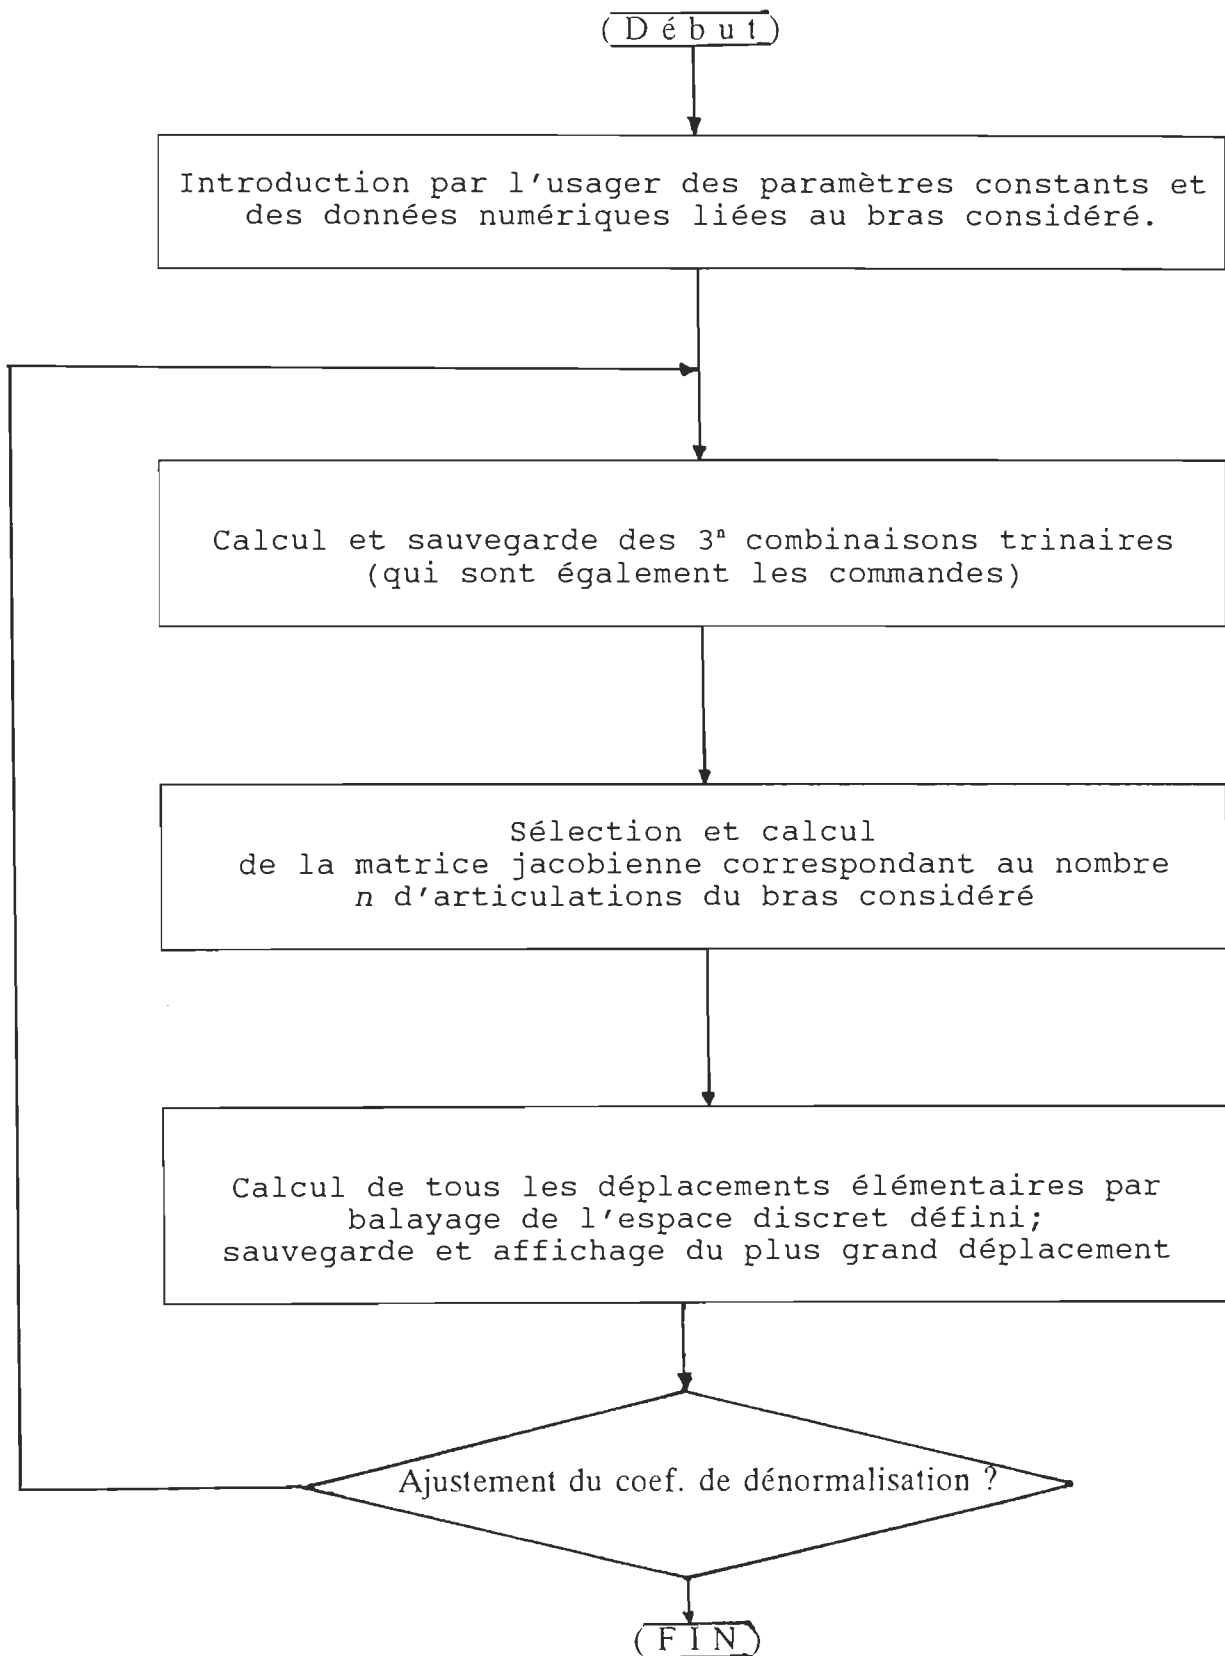 Début
Introduction par l'usager des paramètres constants et
des données numériques liées au bras considéré.
Calcul et sauvegarde des 3ⁿ combinaisons trinaires
(qui sont également les commandes)
Sélection et calcul
de la matrice jacobienne correspondant au nombre
n d'articulations du bras considéré
Calcul de tous les déplacements élémentaires par
balayage de l'espace discret défini;
sauvegarde et affichage du plus grand déplacement
Ajustement du coef. de dénormalisation ?
FIN